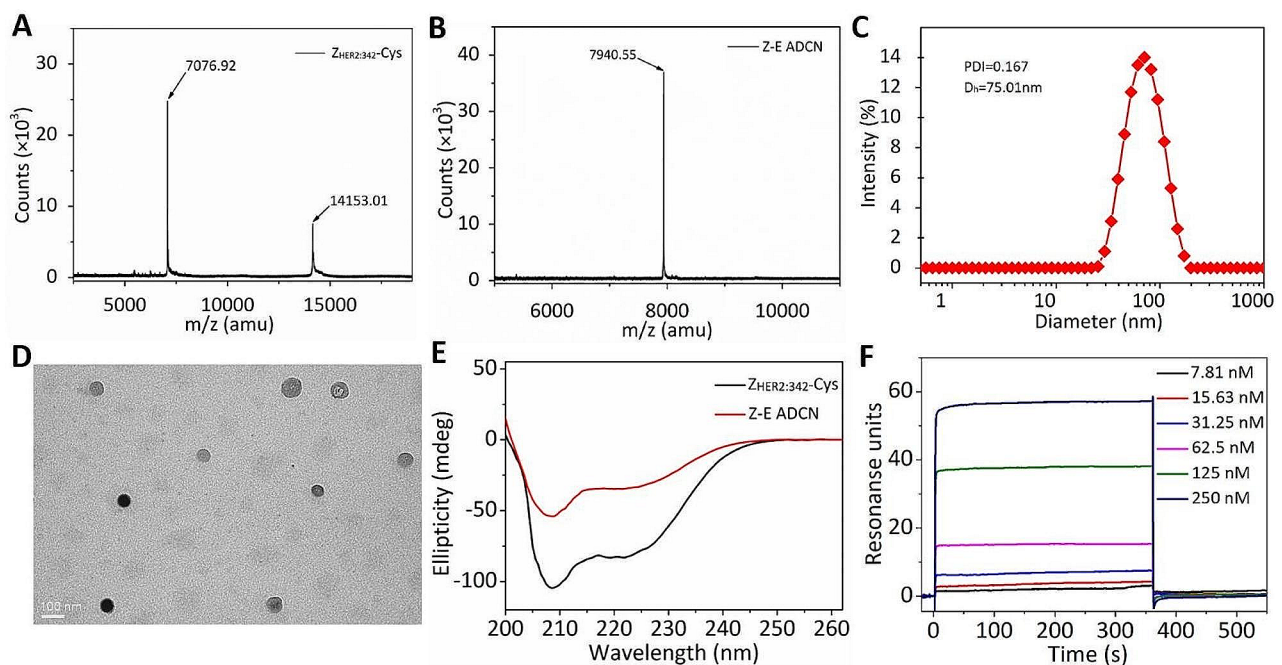 A
Z_HER2:342-Cys
7076.92
14153.01
30
20
10
0
Counts (×10³)
5000
10000
15000
m/z (amu)
B
Z-E ADCN
7940.55
40
30
20
10
0
Counts (×10³)
6000
8000
10000
m/z (amu)
C
PDI=0.167
Dh=75.01nm
14
12
14
8
6
4
2
0
Intensity (%)
1
10
100
1000
Diameter (nm)
D
100 nm
E
Z_HER2:342-Cys
Z-E ADCN
50
0
-50
-100
Ellipticity (mdeg)
200
210
220
230
240
250
260
Wavelength (nm)
F
7.81 nM
15.63 nM
31.25 nM
62.5 nM
125 nM
250 nM
60
40
20
0
Resonanse units
0
100
200
300
400
500
Time (s)